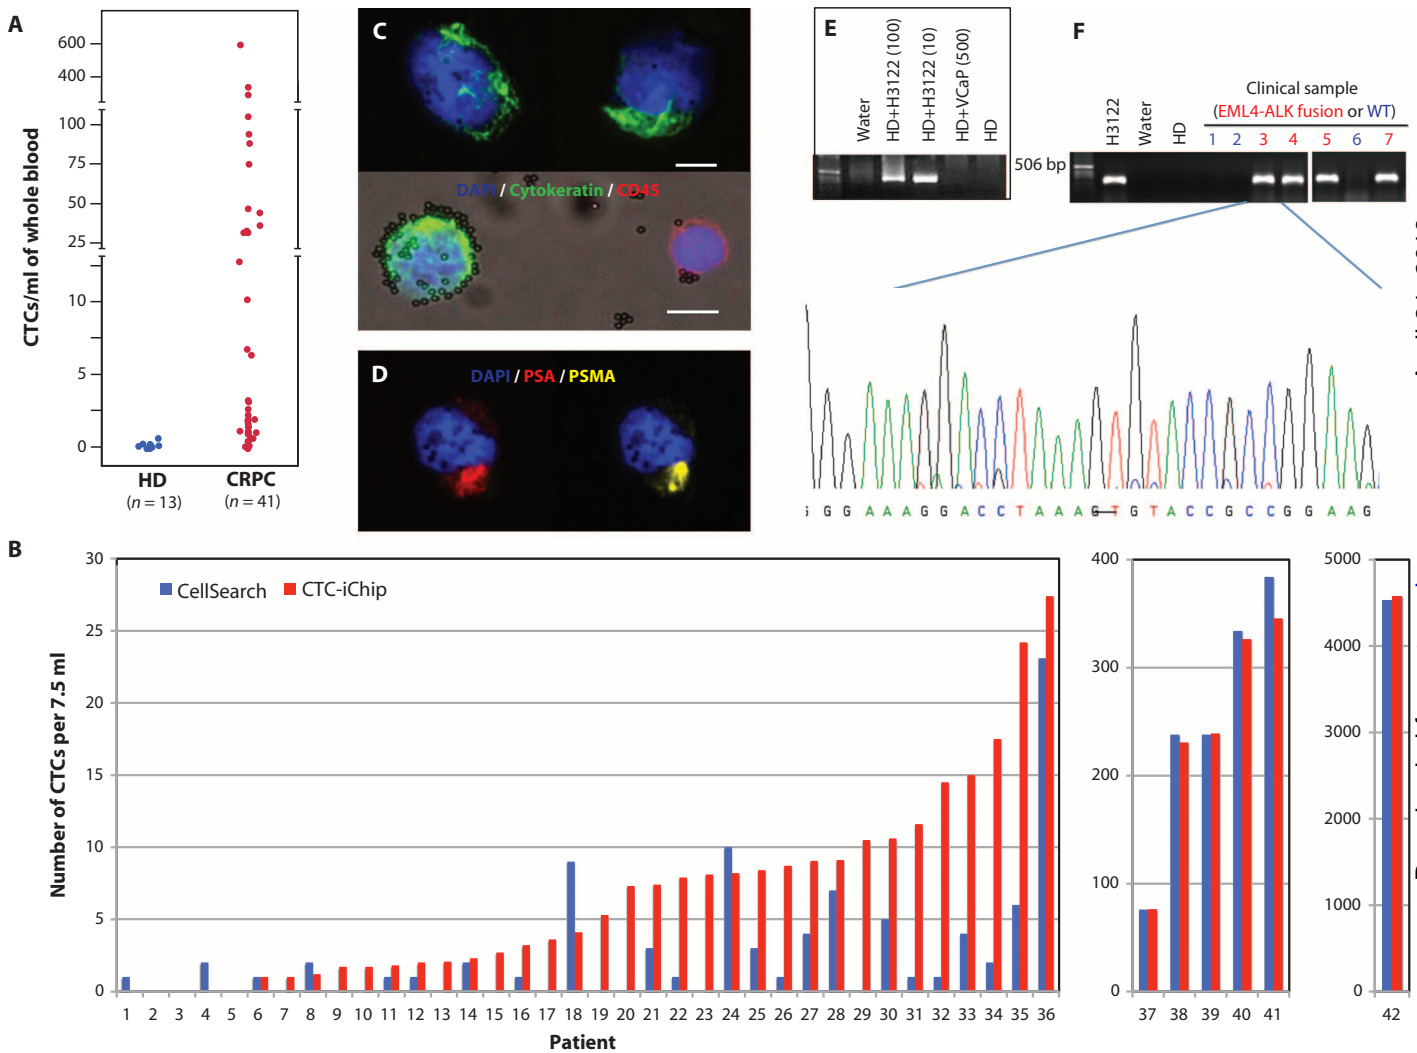 A
600
400
100
75
50
25
10
5
0
CTCs/ml of whole blood
HD
(n = 13)
CRPC
(n = 41)
C
DAPI / Cytokeratin / CD45
D
DAPI / PSA / PSMA
E
Water
HD+H3122 (100)
HD+H3122 (10)
HD+VCaP (500)
HD
506 bp
F
H3122
Water
HD
Clinical sample
(EML4-ALK fusion or WT)
1 2 3 4 5 6 7
G G G A A A G G A C C T A A A G T G T A C C G C C G G A A G
B
30
25
20
15
10
5
0
Number of CTCs per 7.5 ml
CellSearch CTC-iChip
1 2 3 4 5 6 7 8 9 10 11 12 13 14 15 16 17 18 19 20 21 22 23 24 25 26 27 28 29 30 31 32 33 34 35 36
Patient
400
300
200
100
0
37 38 39 40 41
5000
4000
3000
2000
1000
0
42